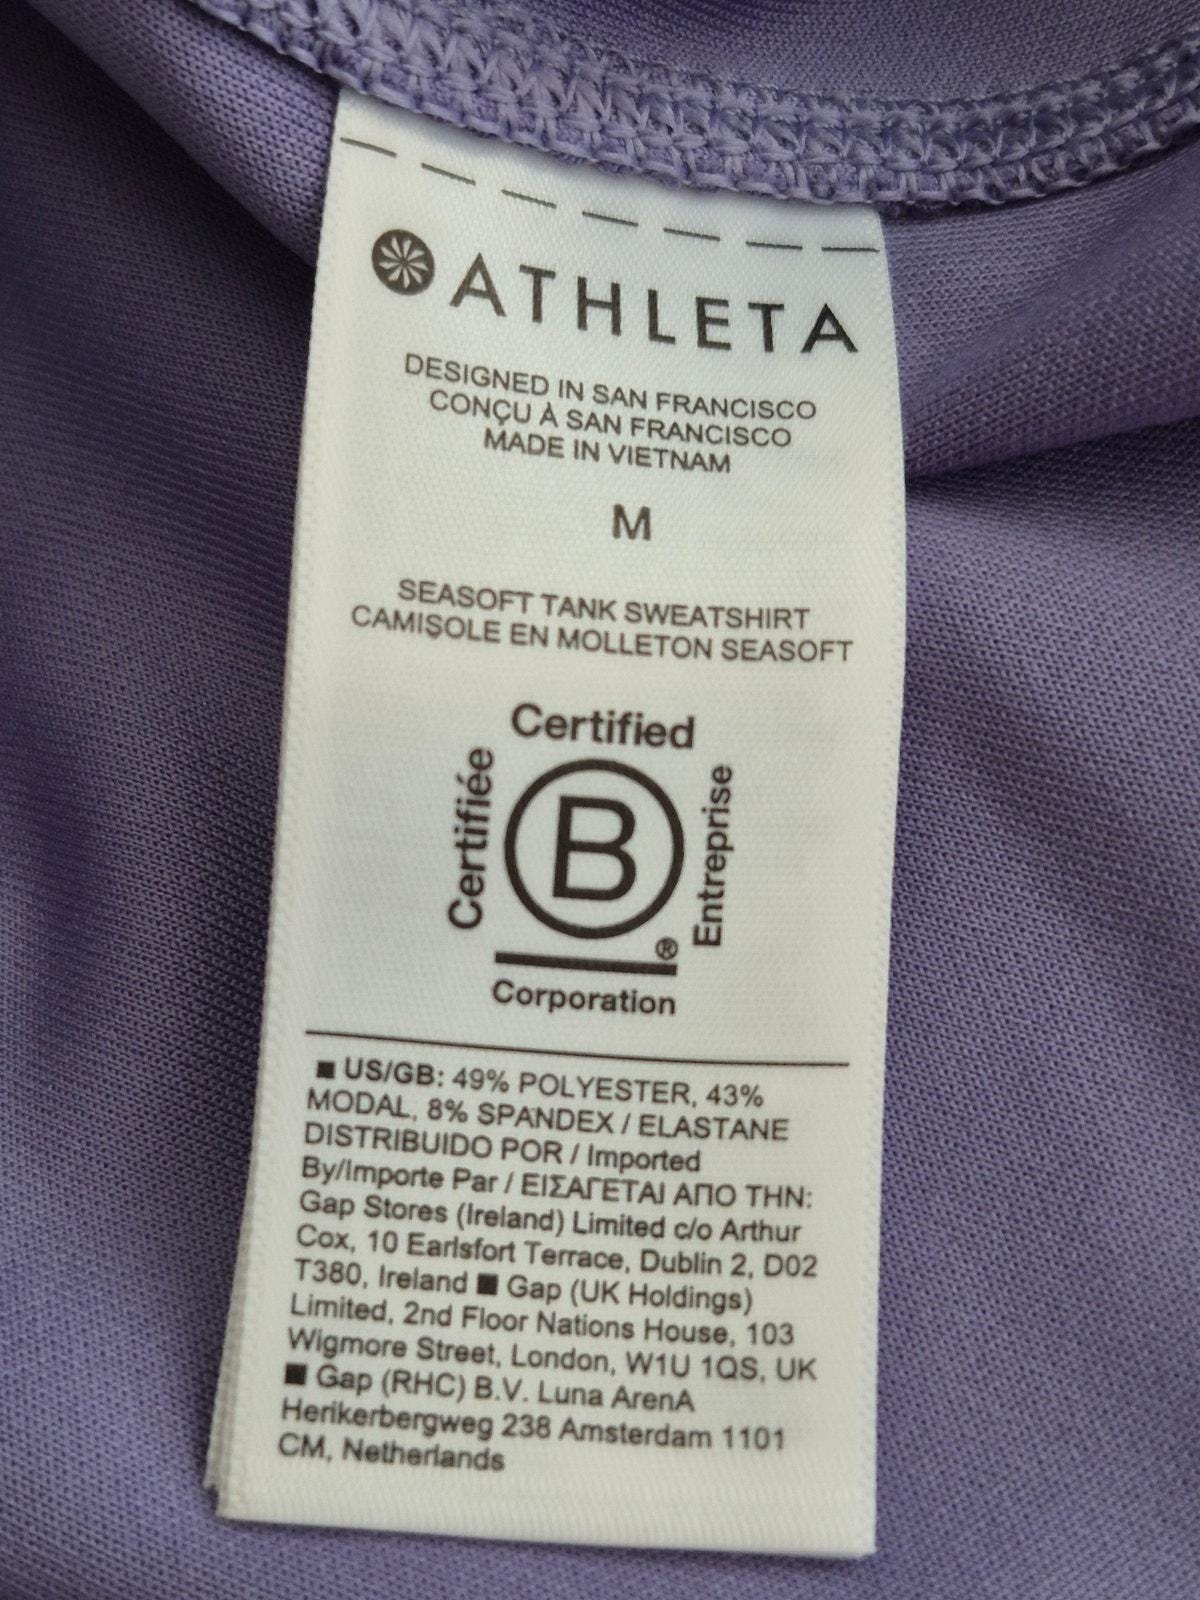 ATHLETA
DESIGNED IN SAN FRANCISCO
CONÇU À SAN FRANCISCO
MADE IN VIETNAM
M
SEASOFT TANK SWEATSHIRT
CAMISOLE EN MOLLETON SEASOFT
Certified
Certifiée
B
Entreprise
®
Corporation
■ US/GB: 49% POLYESTER, 43%
MODAL, 8% SPANDEX / ELASTANE
DISTRIBUIDO POR / Imported
By/Importe Par / ΕΙΣΑΓΕΤΑΙ ΑΠΟ ΤΗΝ:
Gap Stores (Ireland) Limited c/o Arthur
Cox, 10 Earlsfort Terrace, Dublin 2, D02
T380, Ireland ■ Gap (UK Holdings)
Limited, 2nd Floor Nations House, 103
Wigmore Street, London, W1U 1QS, UK
■ Gap (RHC) B.V. Luna ArenA
Herikerbergweg 238 Amsterdam 1101
CM, Netherlands